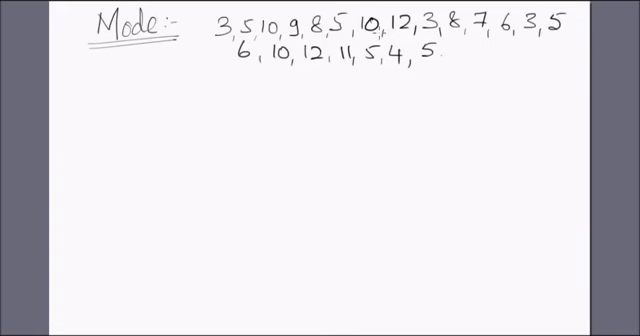 Mode:- 3, 5, 10, 9, 8, 5, 10, 12, 3, 8, 7, 6, 3, 5
6, 10, 12, 11, 5, 4, 5